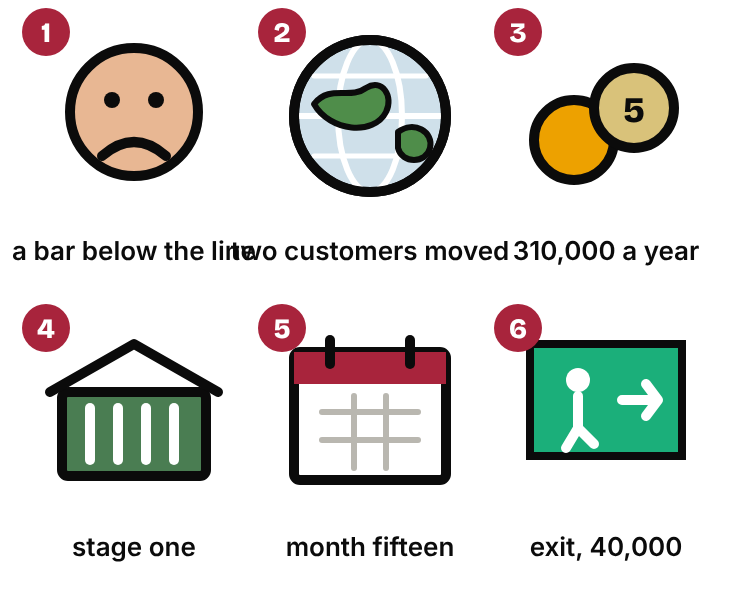 1
2
3
5
a bar below the line
two customers moved
310,000 a year
4
5
6
stage one
month fifteen
exit, 40,000